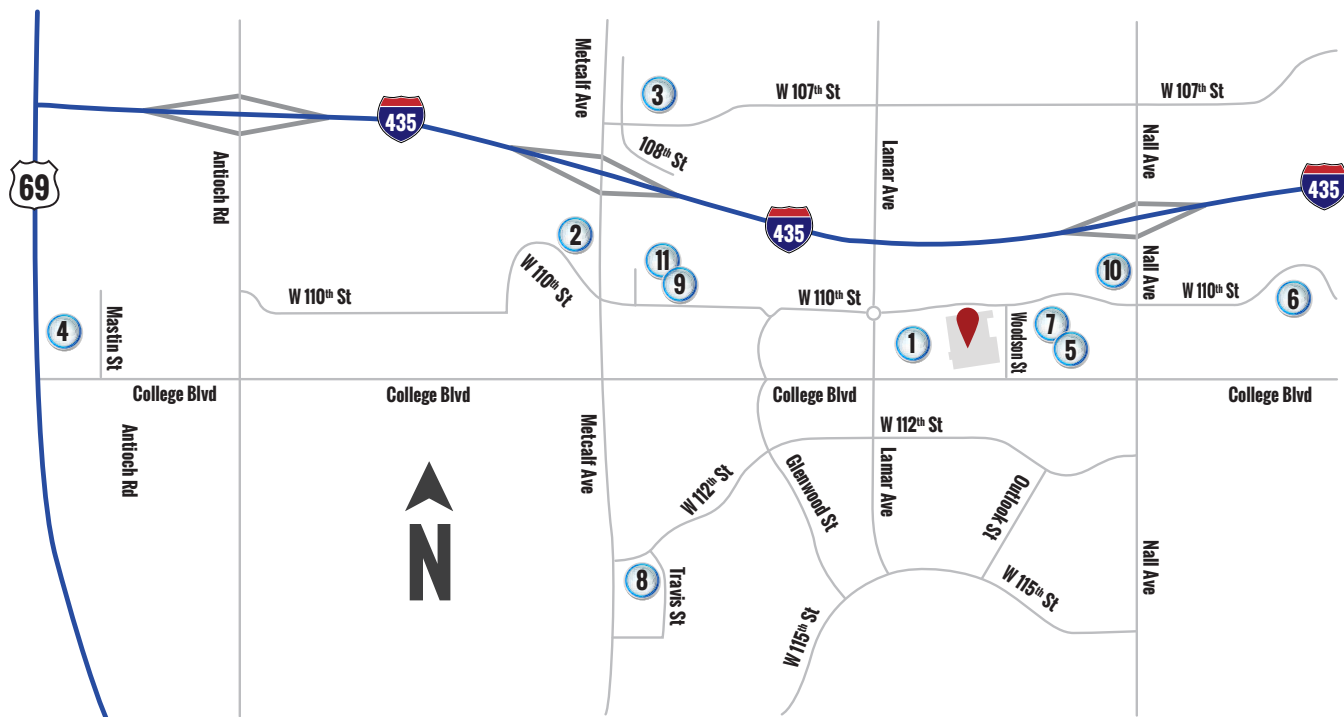 Metcalf Ave
3
W 107th St
W 107th St
435
108th St
Nall Ave
Lamar Ave
Antioch Rd
69
435
435
2
11
9
10
Nall Ave
W 110th St
W 110th St
W 110th St
W 110th St
6
4
Mastin St
1
Woodson St
7
5
College Blvd
College Blvd
College Blvd
College Blvd
Antioch Rd
Metcalf Ave
W 112th St
W 112th St
Glenwood St
Lamar Ave
Outlook St
N
Nall Ave
8
Travis St
W 115th St
W 115th St